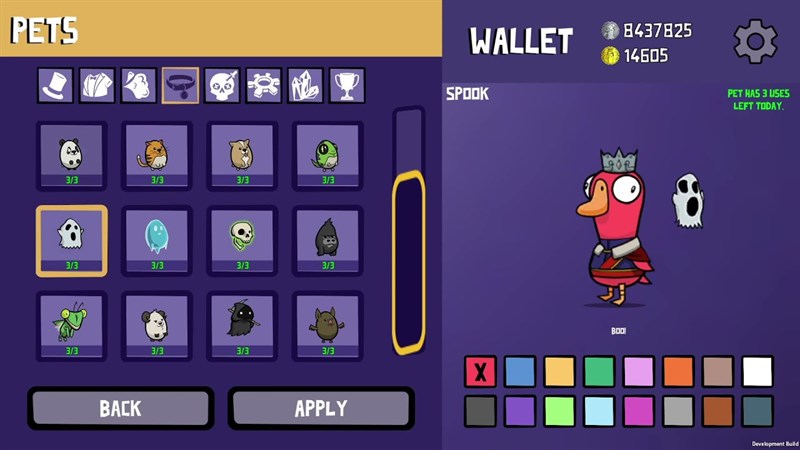 PETS
WALLET
8437825
14605
SPOOK
PET HAS 3 USES
LEFT TODAY.
3/3
3/3
3/3
3/3
3/3
3/3
3/3
3/3
3/3
3/3
3/3
3/3
BOO!
X
BACK
APPLY
Development Build